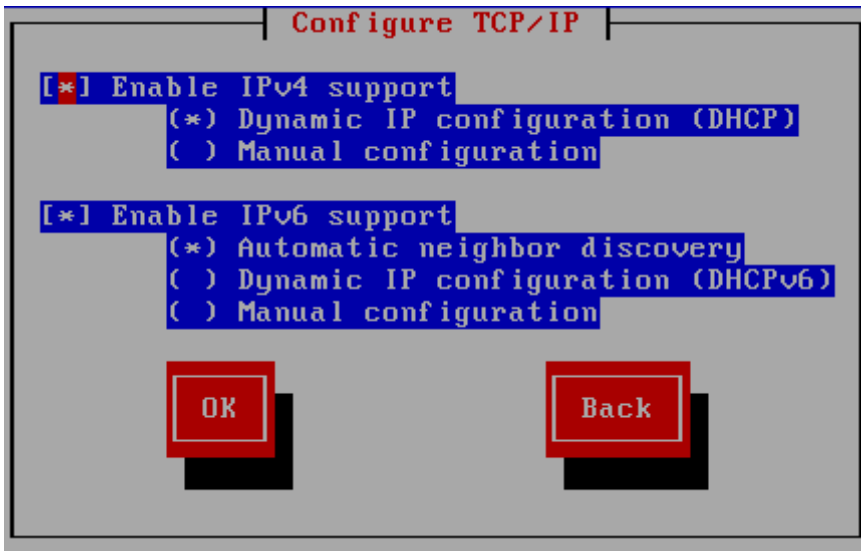 Configure TCP/IP
[*] Enable IPv4 support
(*) Dynamic IP configuration (DHCP)
( ) Manual configuration
[*] Enable IPv6 support
(*) Automatic neighbor discovery
( ) Dynamic IP configuration (DHCPv6)
( ) Manual configuration
OK Back